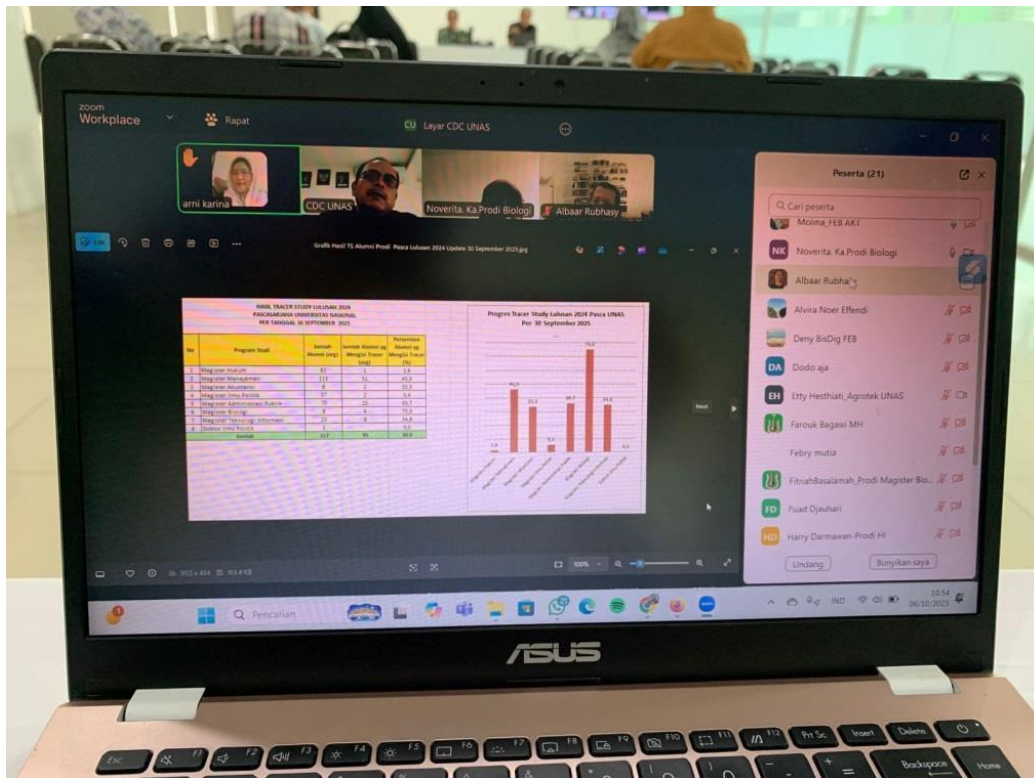 zoom
Workplace
Rapat
CU Layar CDC UNAS
arni karina
CDC UNAS
Noverita. Ka.Prodi Biologi
Albaar Rubhasy
Grafik Hasil TS Alumni Prodi Pasca Lulusan 2024 Update 30 September 2025.jpg
HASIL TRACER STUDY LULUSAN 2024
PASCASARJANA UNIVERSITAS NASIONAL
PER TANGGAL 30 SEPTEMBER 2025
No Program Studi Jumlah Alumni (org) Jumlah Alumni yg Mengisi Tracer (org) Persentase Alumni yg Mengisi Tracer (%)
1 Magister Hukum
2 Magister Manajemen
3 Magister Akuntansi
4 Magister Ilmu Politik
5 Magister Administrasi Publik
6 Magister Biologi
7 Magister Teknologi Informasi
8 Doktor Ilmu Politik
Jumlah
Progres Tracer Study Lulusan 2024 Pasca UNAS
Per 30 September 2025
Next
Peserta (21)
Cari peserta
Molina_FEB AKT
NK Noverita. Ka.Prodi Biologi
Albaar Rubha
Alvira Noer Effendi
Deny BisDig FEB
DA Dodo aja
EH Etty Hesthiati_Agrotek UNAS
Farouk Bagawi MH
Febry mutia
FitriahBasalamah_Prodi Magister Bio...
FD Fuad Djauhari
HD Harry Darmawan-Prodi HI
Undang
Bunyikan saya
100%
Pencarian
IND
10.54
06/10/2025
ASUS
Esc F1 F2 F3 F4 F5 F6 F7 F8 F9 F10 F11 F12 Prt Sc Insert Delete
Backspace Home